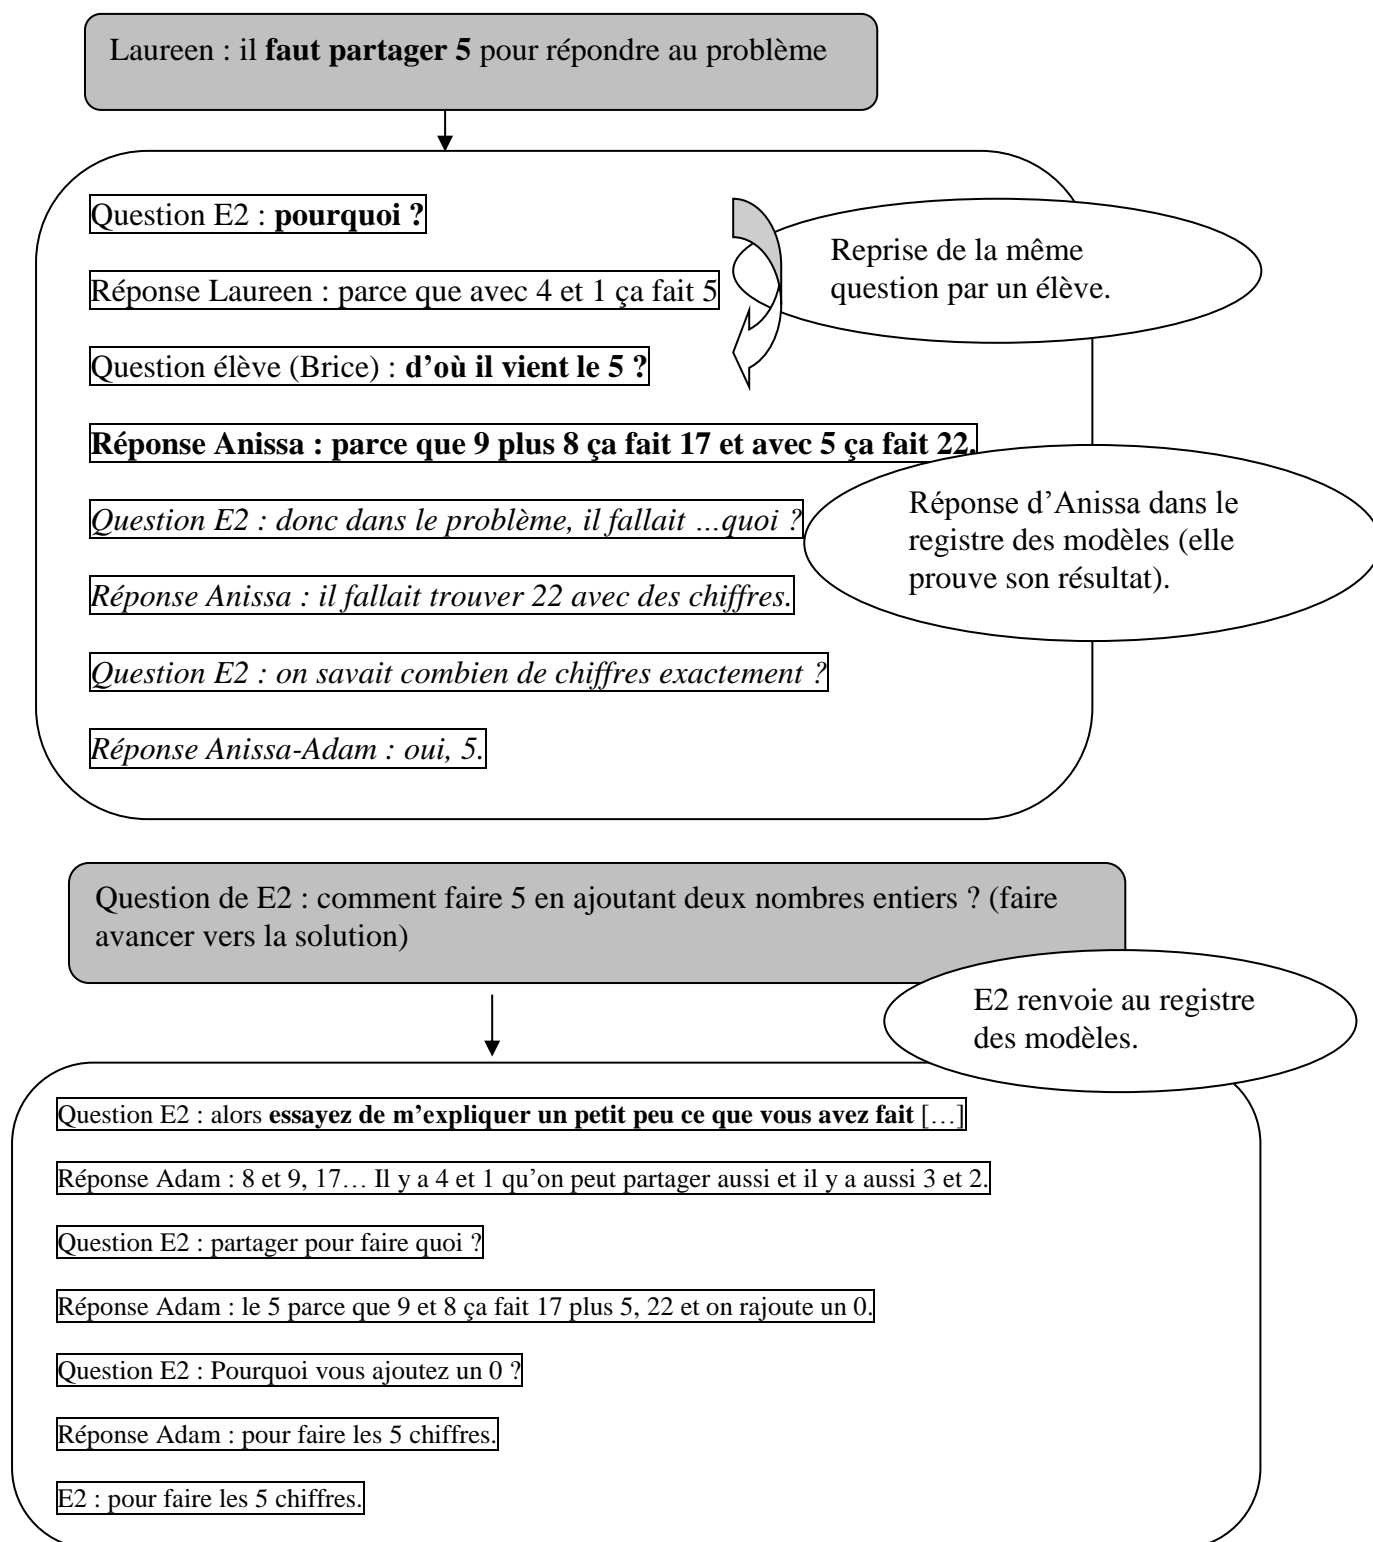 Laureen : il faut partager 5 pour répondre au problème
Question E2 : pourquoi ?
Réponse Laureen : parce que avec 4 et 1 ça fait 5
Reprise de la même
question par un élève.
Question élève (Brice) : d’où il vient le 5 ?
Réponse Anissa : parce que 9 plus 8 ça fait 17 et avec 5 ça fait 22.
Question E2 : donc dans le problème, il fallait …quoi ?
Réponse Anissa : il fallait trouver 22 avec des chiffres.
Réponse d’Anissa dans le
registre des modèles (elle
prouve son résultat).
Question E2 : on savait combien de chiffres exactement ?
Réponse Anissa-Adam : oui, 5.
Question de E2 : comment faire 5 en ajoutant deux nombres entiers ? (faire
avancer vers la solution)
E2 renvoie au registre
des modèles.
Question E2 : alors essayez de m’expliquer un petit peu ce que vous avez fait […]
Réponse Adam : 8 et 9, 17… Il y a 4 et 1 qu’on peut partager aussi et il y a aussi 3 et 2.
Question E2 : partager pour faire quoi ?
Réponse Adam : le 5 parce que 9 et 8 ça fait 17 plus 5, 22 et on rajoute un 0.
Question E2 : Pourquoi vous ajoutez un 0 ?
Réponse Adam : pour faire les 5 chiffres.
E2 : pour faire les 5 chiffres.